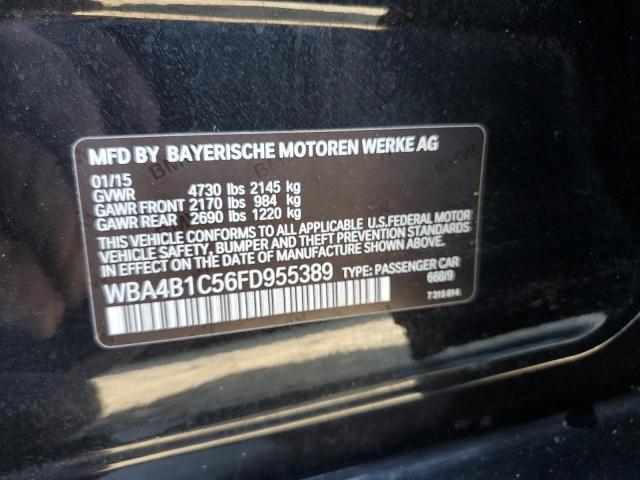 MFD BY BAYERISCHE MOTOREN WERKE AG
01/15
GVWR 4730 lbs 2145 kg
GAWR FRONT 2170 lbs 984 kg
GAWR REAR 2690 lbs 1220 kg
THIS VEHICLE CONFORMS TO ALL APPLICABLE U.S.FEDERAL MOTOR
VEHICLE SAFETY, BUMPER AND THEFT PREVENTION STANDARDS
IN EFFECT ON THE DATE OF MANUFACTURE SHOWN ABOVE.
WBA4B1C56FD955389 TYPE: PASSENGER CAR
668/9
7 315 814